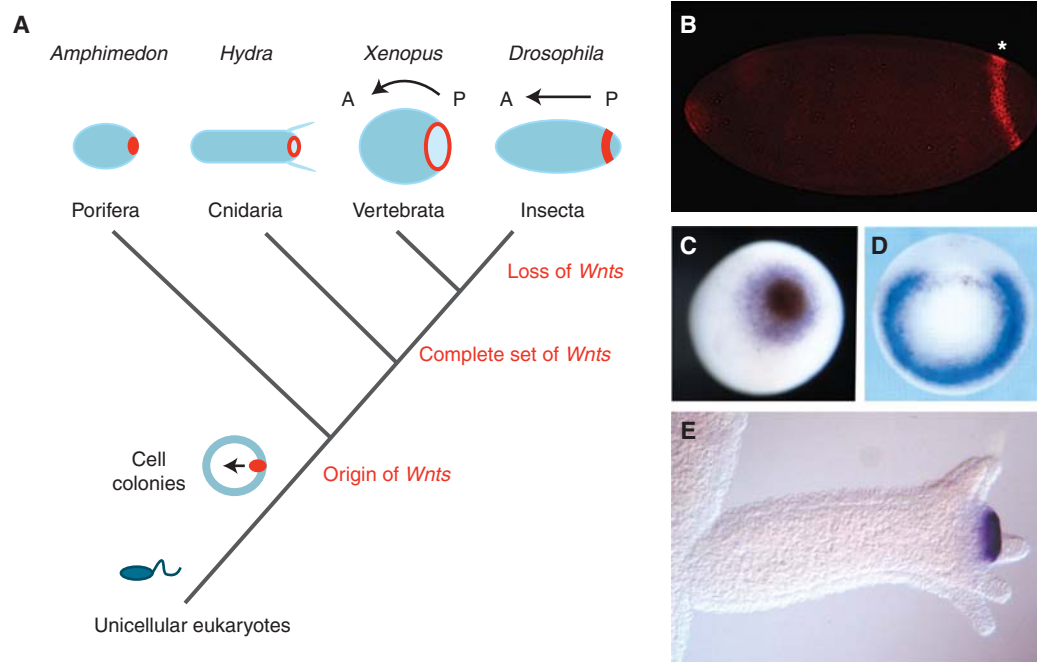 A
Amphimedon Hydra Xenopus Drosophila
A P A P
Porifera Cnidaria Vertebrata Insecta
Loss of Wnts
Complete set of Wnts
Cell
colonies
Origin of Wnts
Unicellular eukaryotes
B
*
C
D
E